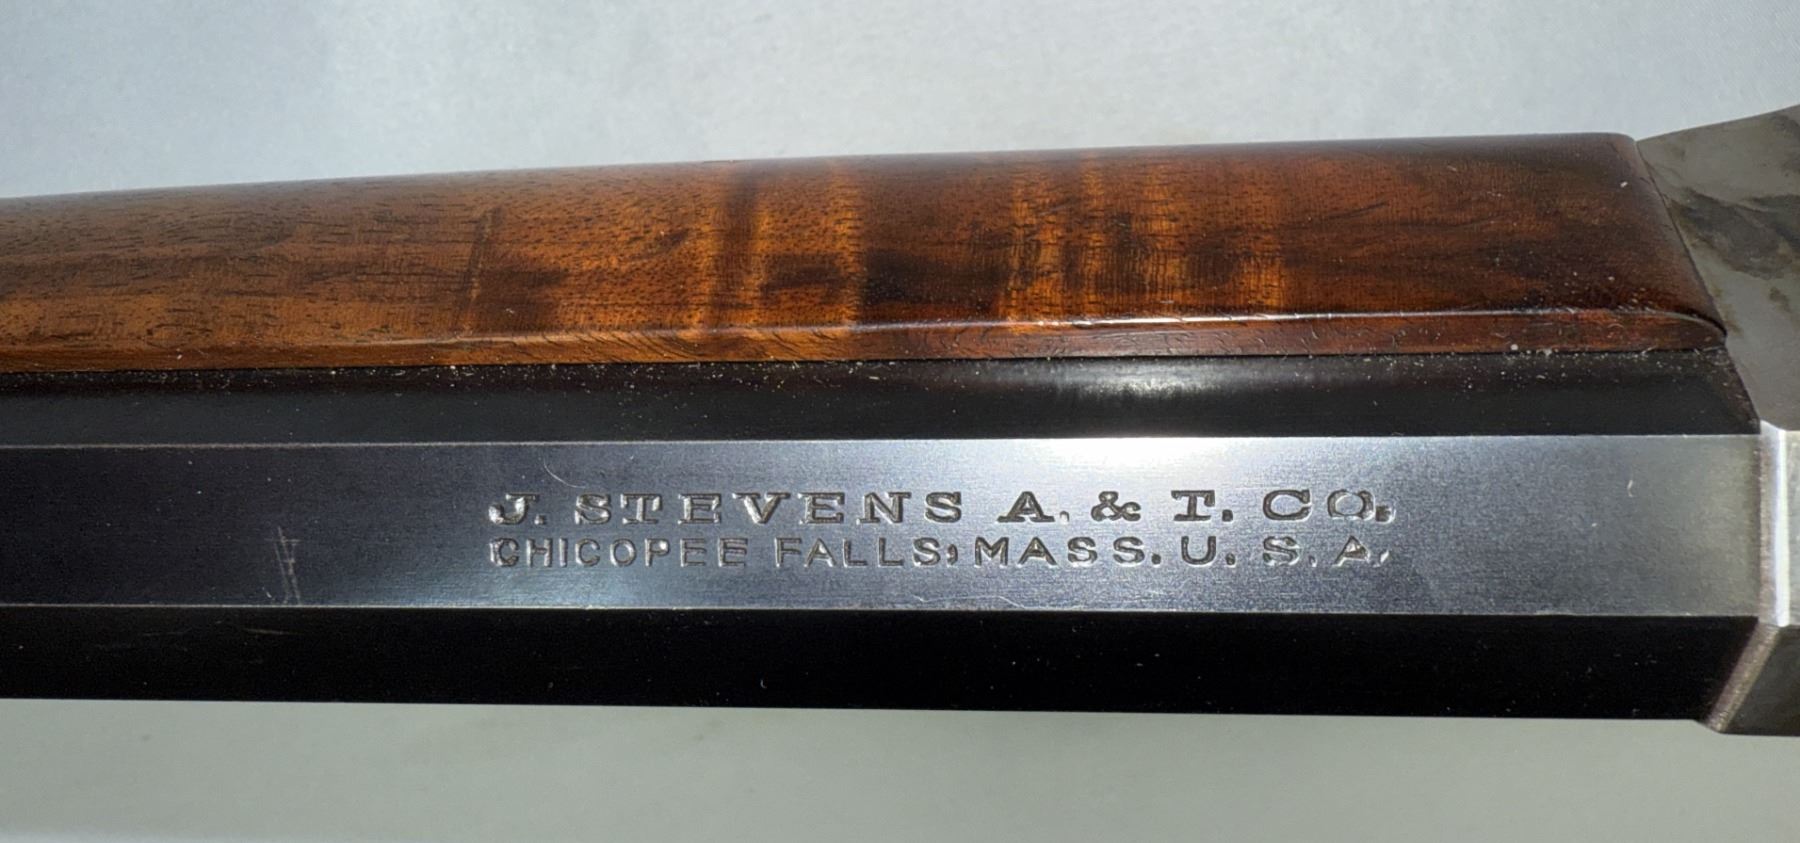 J. STEVENS A. & T. CO.
CHICOPEE FALLS, MASS. U. S. A.